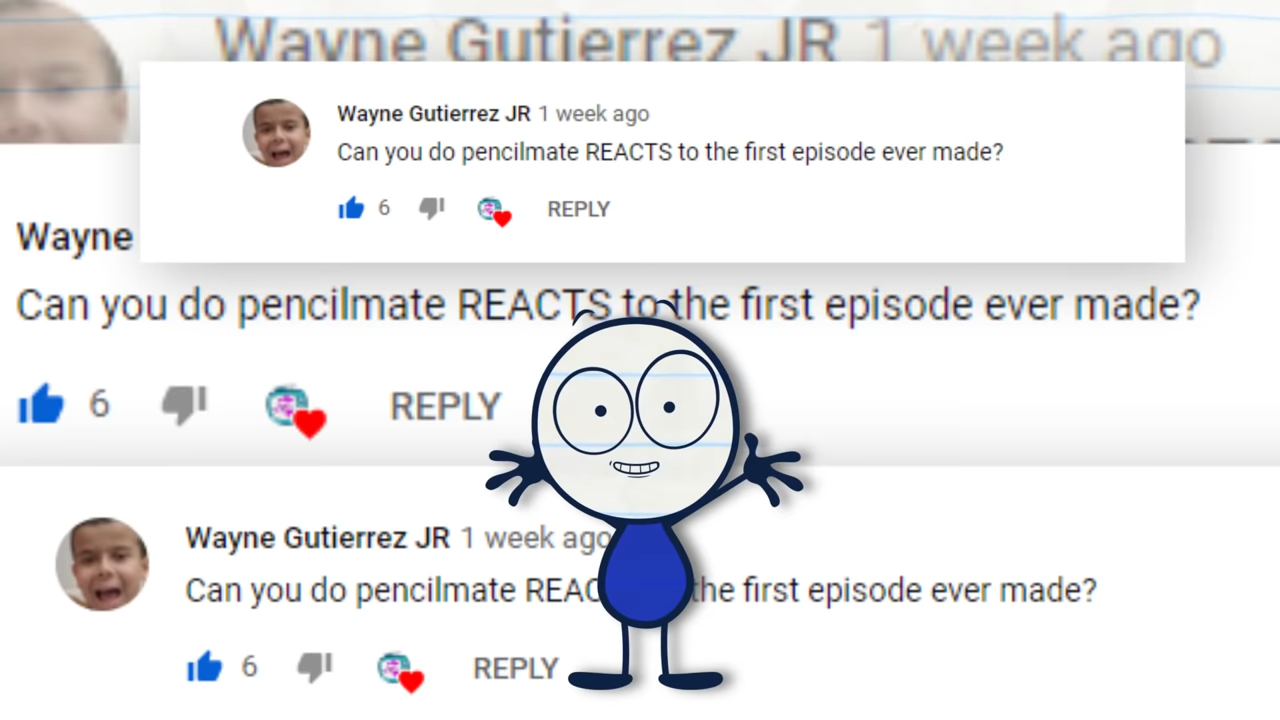 Wayne Gutierrez JR 1 week ago
Wayne Gutierrez JR 1 week ago
Can you do pencilmate REACTS to the first episode ever made?
6 REPLY
Wayne
Can you do pencilmate REACTS to the first episode ever made?
6 REPLY
Wayne Gutierrez JR 1 week ago
Can you do pencilmate REAC the first episode ever made?
6 REPLY